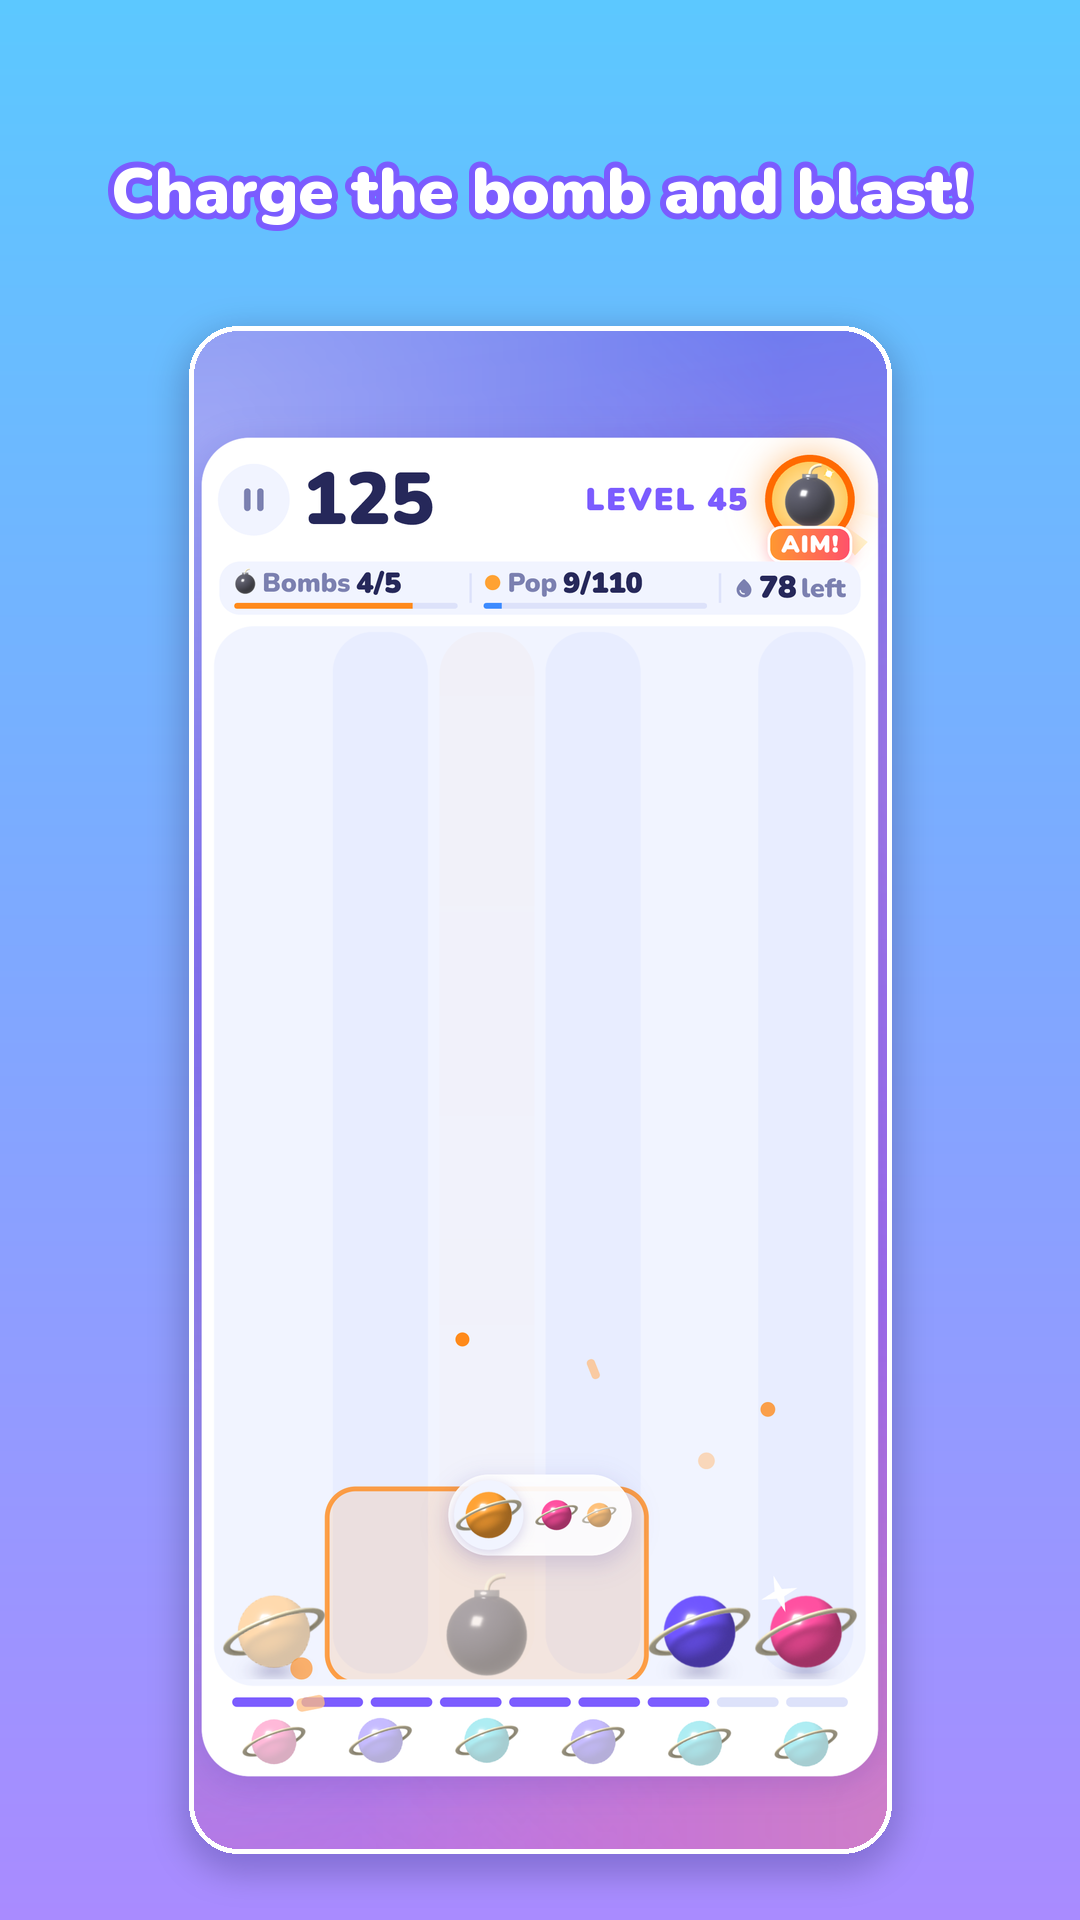 Charge the bomb and blast!
125
LEVEL 45
AIM!
Bombs 4/5
Pop 9/110
78 left